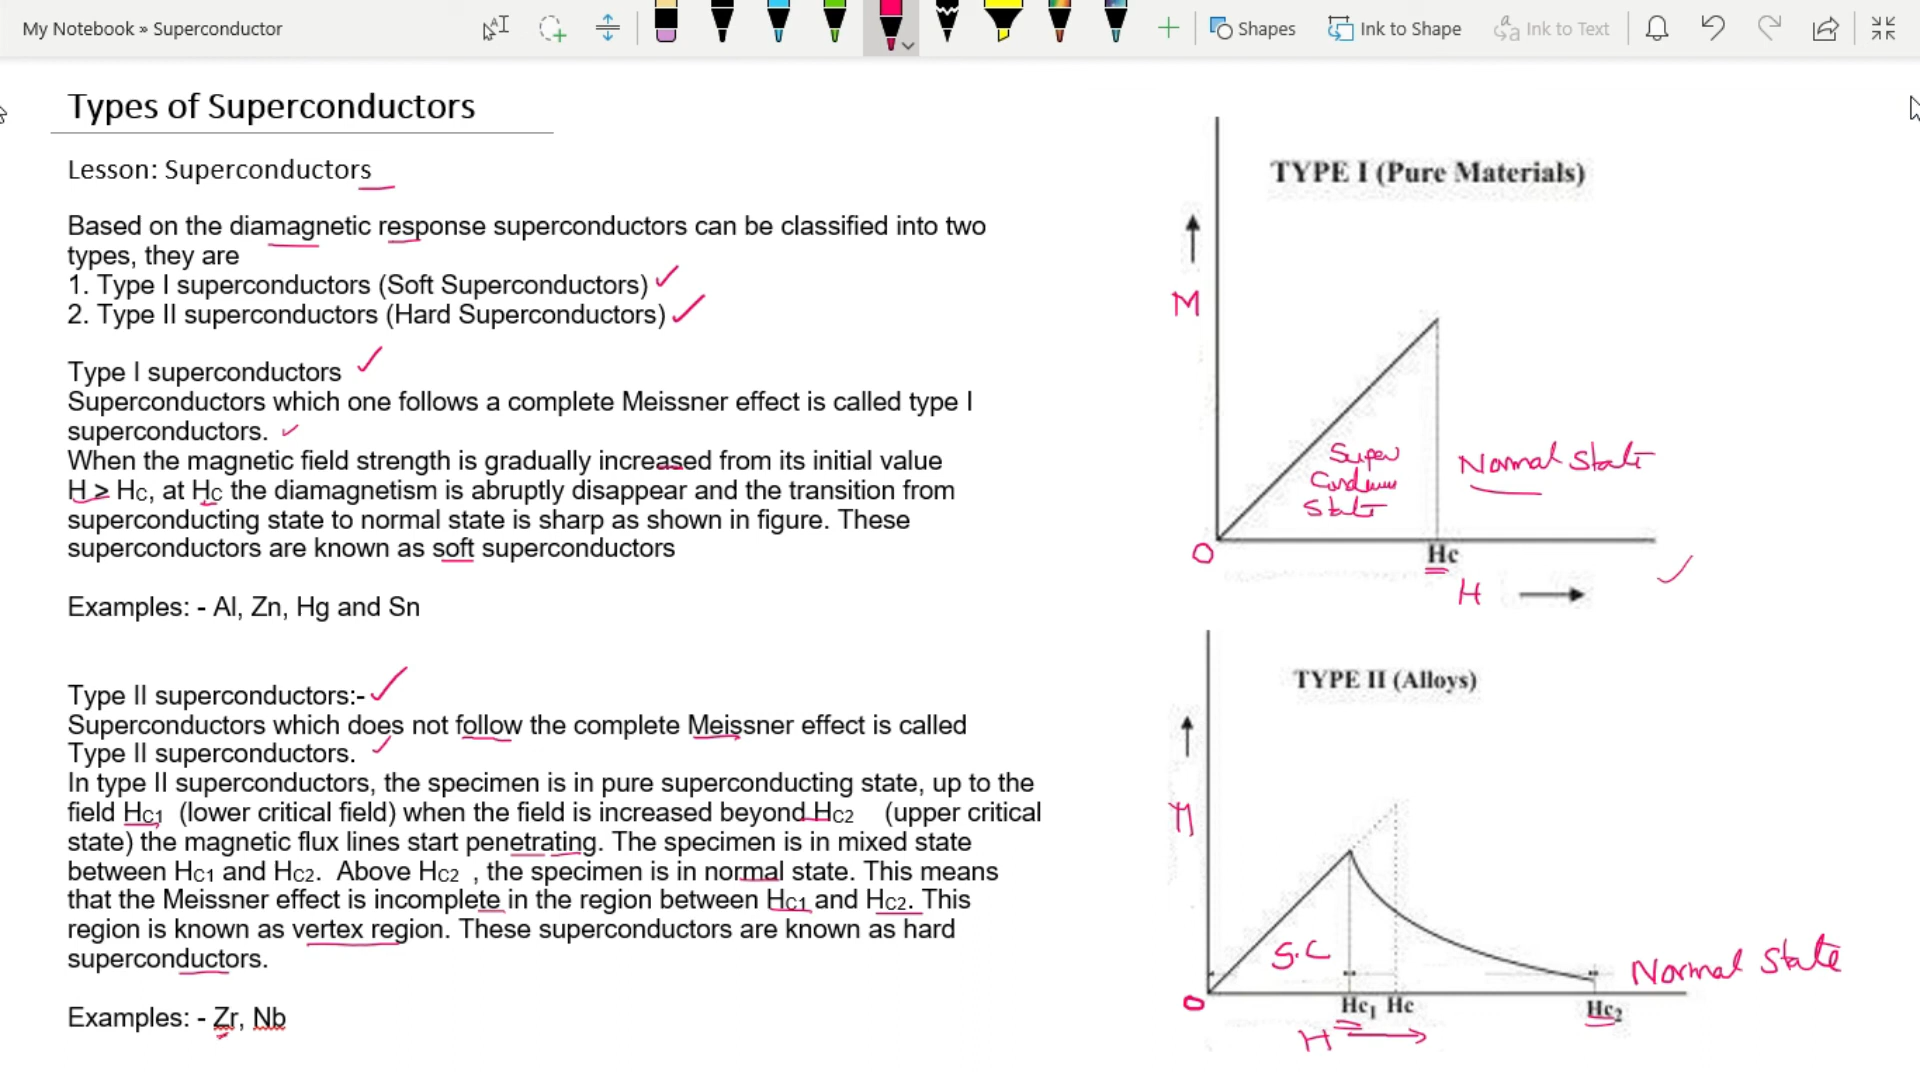 My Notebook » Superconductor
Shapes
Ink to Shape
Ink to Text
Types of Superconductors
Lesson: Superconductors
Based on the diamagnetic response superconductors can be classified into two
types, they are
1. Type I superconductors (Soft Superconductors)
2. Type II superconductors (Hard Superconductors)
Type I superconductors
Superconductors which one follows a complete Meissner effect is called type I
superconductors.
When the magnetic field strength is gradually increased from its initial value
H > HC, at HC the diamagnetism is abruptly disappear and the transition from
superconducting state to normal state is sharp as shown in figure. These
superconductors are known as soft superconductors
Examples: - Al, Zn, Hg and Sn
Type II superconductors:-
Superconductors which does not follow the complete Meissner effect is called
Type II superconductors.
In type II superconductors, the specimen is in pure superconducting state, up to the
field HC1 (lower critical field) when the field is increased beyond HC2 (upper critical
state) the magnetic flux lines start penetrating. The specimen is in mixed state
between HC1 and HC2. Above HC2 , the specimen is in normal state. This means
that the Meissner effect is incomplete in the region between HC1 and HC2. This
region is known as vertex region. These superconductors are known as hard
superconductors.
Examples: - Zr, Nb
TYPE I (Pure Materials)
M
Super
State
Normal State
O
Hc
H
TYPE II (Alloys)
M
S.C
Normal State
O
Hc1 Hc
Hc2
H